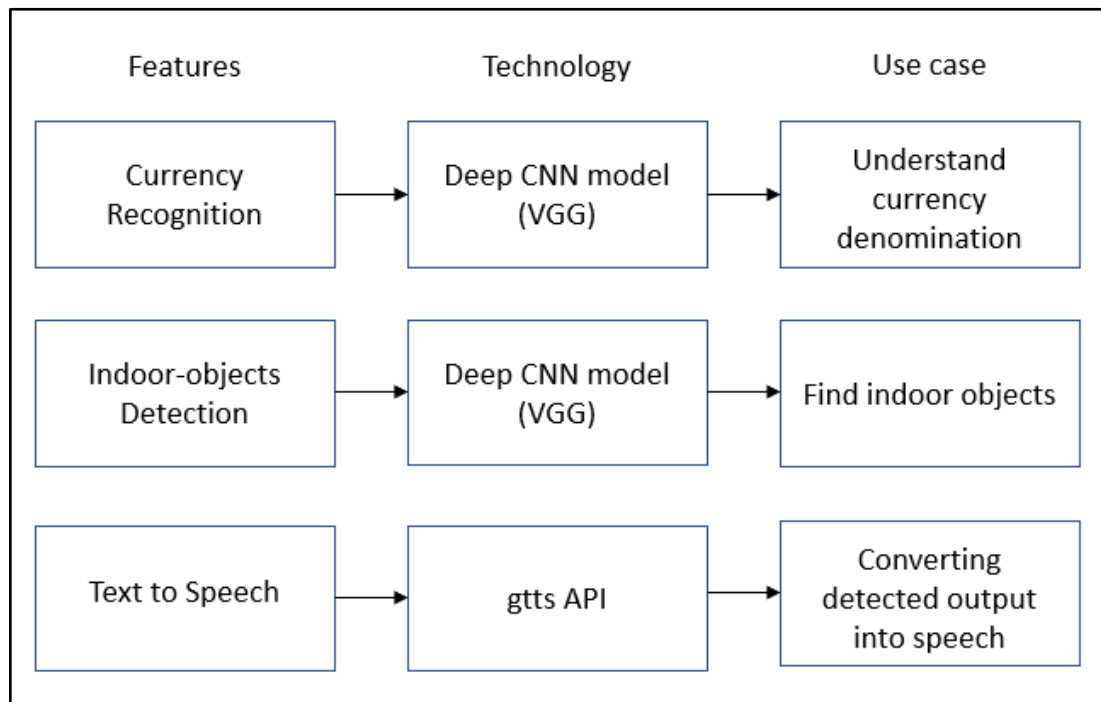 Features
Technology
Use case
Currency
Recognition
Deep CNN model
(VGG)
Understand
currency
denomination
Indoor-objects
Detection
Deep CNN model
(VGG)
Find indoor objects
Text to Speech
gtts API
Converting
detected output
into speech